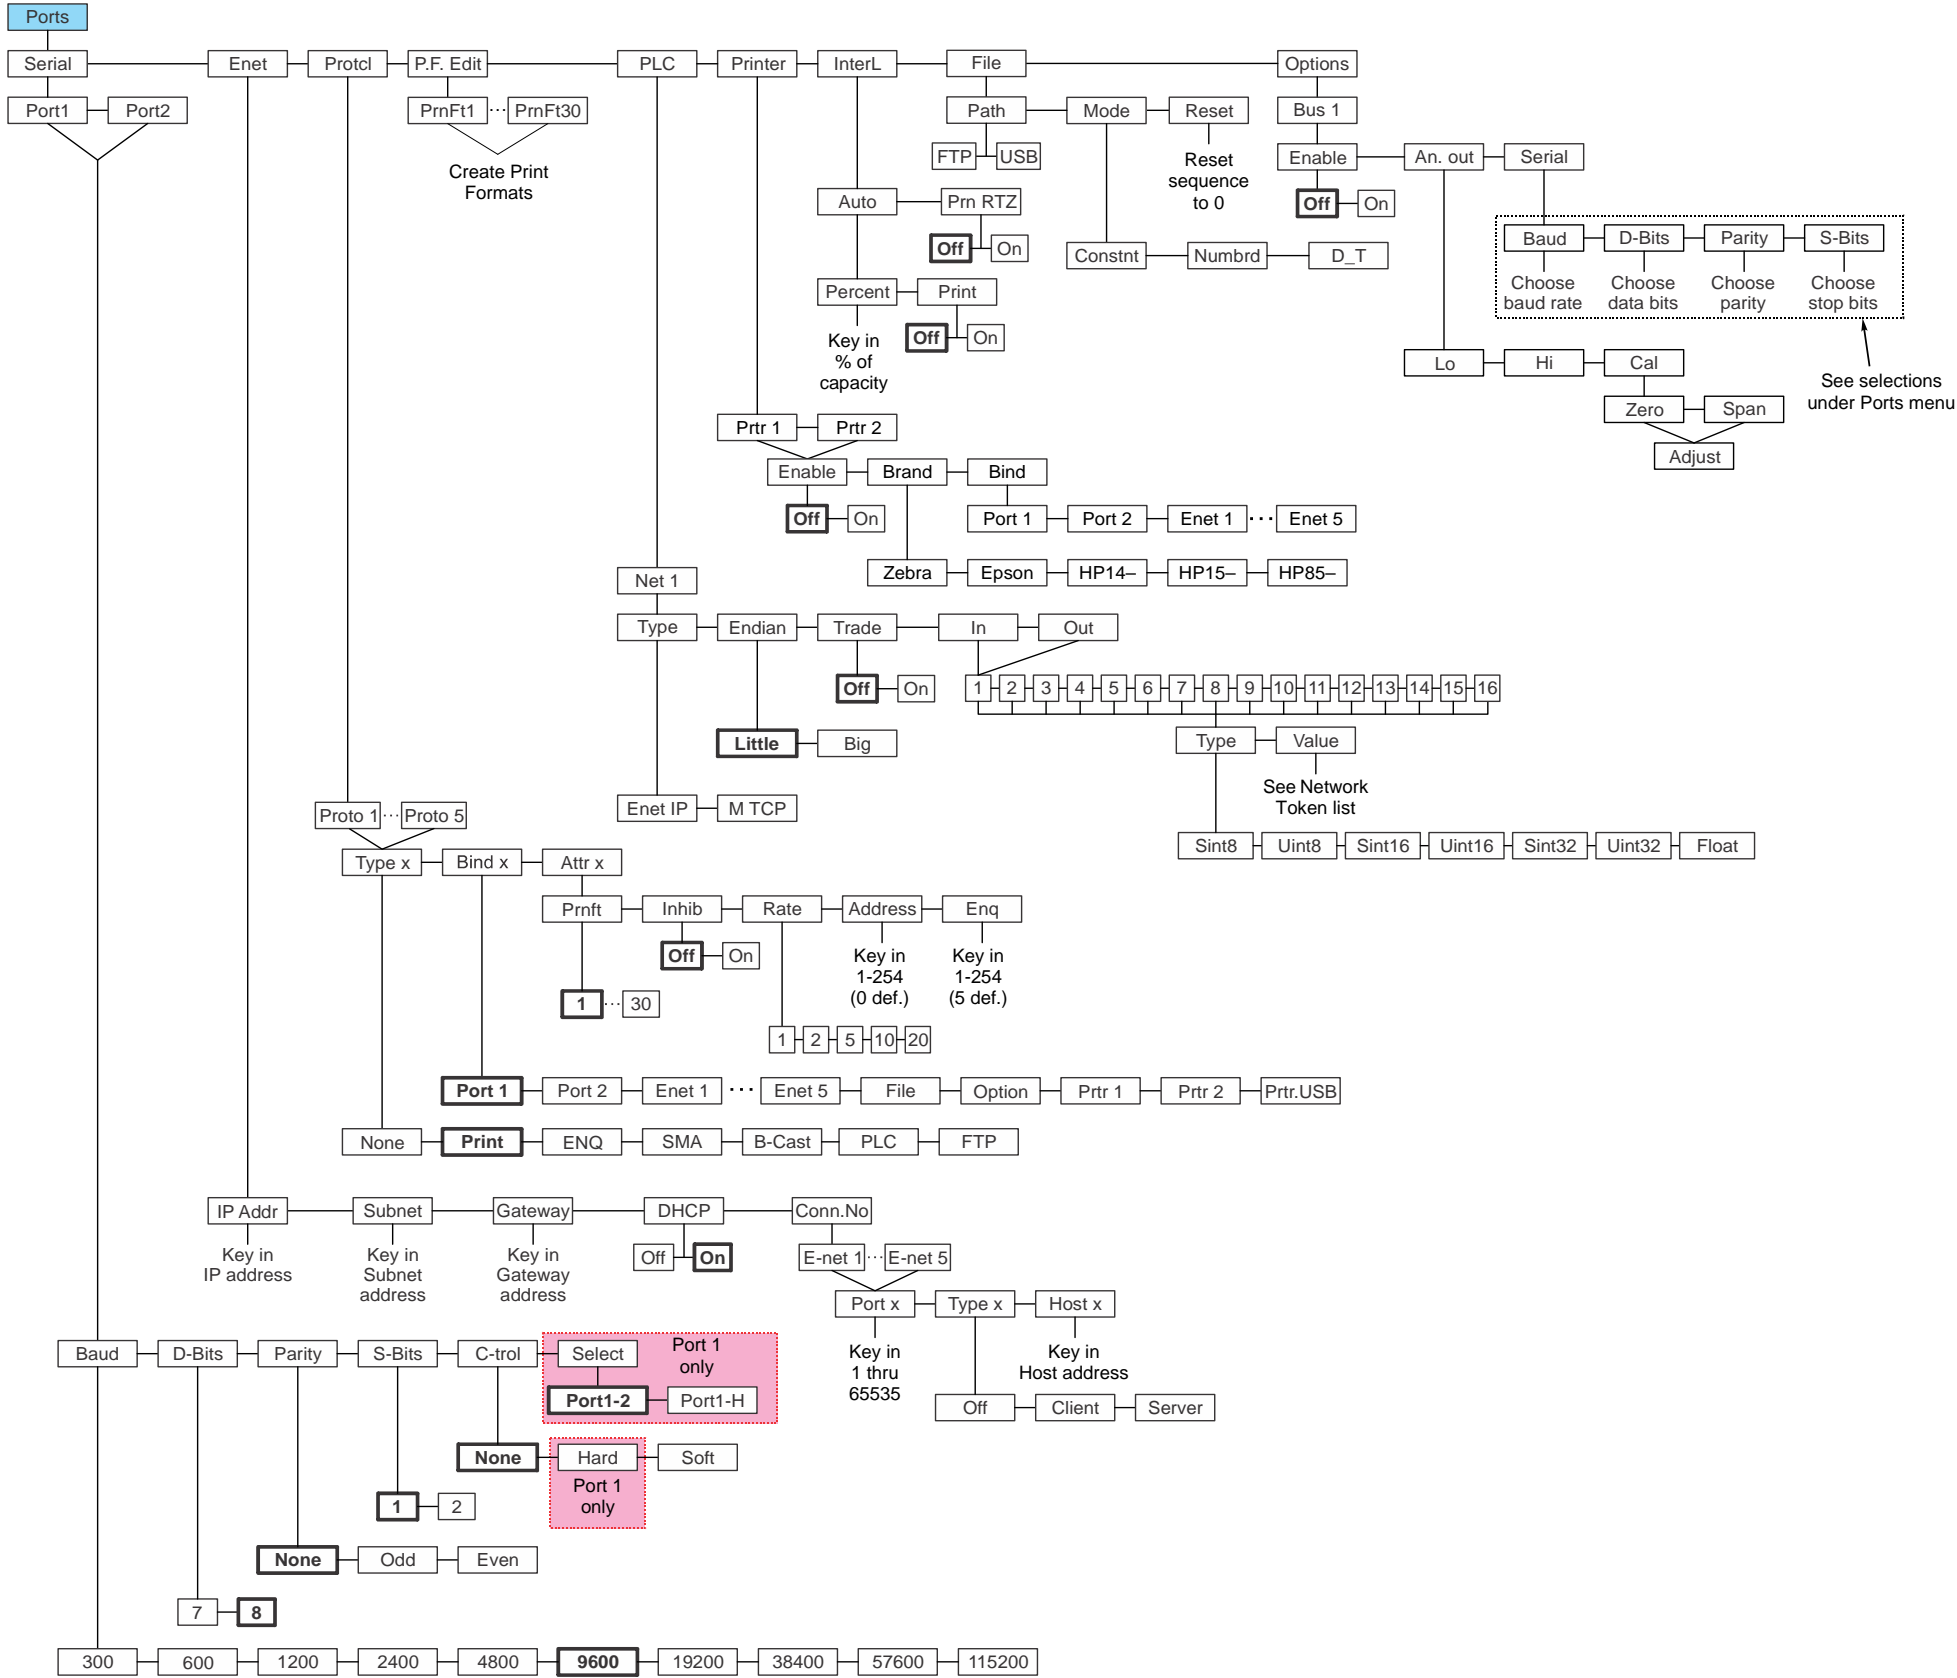 Ports
Serial Enet Protcl P.F. Edit PLC Printer InterL File Options
Port1 Port2 PrnFt1 ... PrnFt30 Path Mode Reset Bus 1
Create Print
Formats
FTP USB
Reset
sequence
to 0
Enable An. out Serial
Off On
Auto Prn RTZ
Off On
Constnt Numbrd D_T
Baud D-Bits Parity S-Bits
Choose
baud rate
Choose
data bits
Choose
parity
Choose
stop bits
See selections
under Ports menu
Percent Print
Off On
Key in
% of
capacity
Lo Hi Cal
Zero Span
Adjust
Prtr 1 Prtr 2
Enable Brand Bind
Off On
Port 1 Port 2 Enet 1 ... Enet 5
Zebra Epson HP14– HP15– HP85–
Net 1
Type Endian Trade In Out
Off On
1 2 3 4 5 6 7 8 9 10 11 12 13 14 15 16
Little Big
Type Value
See Network
Token list
Enet IP M TCP
Sint8 Uint8 Sint16 Uint16 Sint32 Uint32 Float
Proto 1 ... Proto 5
Type x Bind x Attr x
Prnft Inhib Rate Address Enq
Off On
Key in
1-254
(0 def.)
Key in
1-254
(5 def.)
1 ... 30
1 2 5 10 20
Port 1 Port 2 Enet 1 ... Enet 5 File Option Prtr 1 Prtr 2 Prtr.USB
None Print ENQ SMA B-Cast PLC FTP
IP Addr Subnet Gateway DHCP Conn.No
Key in
IP address
Key in
Subnet
address
Key in
Gateway
address
Off On
E-net 1 ... E-net 5
Port x Type x Host x
Key in
1 thru
65535
Key in
Host address
Off Client Server
Baud D-Bits Parity S-Bits C-trol Select
Port 1
only
Port1-2 Port1-H
None Hard Soft
Port 1
only
1 2
None Odd Even
7 8
300 600 1200 2400 4800 9600 19200 38400 57600 115200